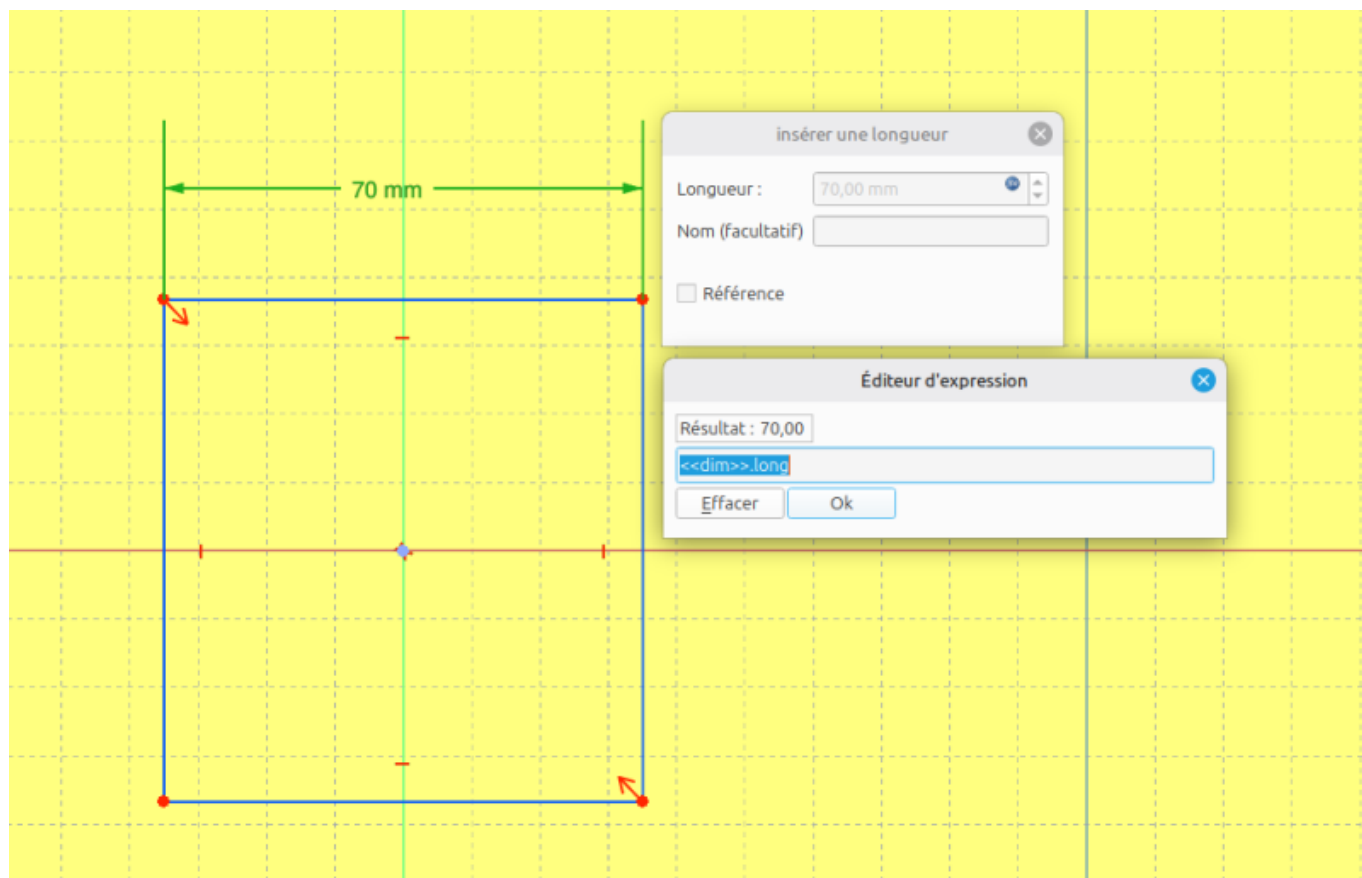 70 mm
insérer une longueur
Longueur : 70,00 mm
Nom (facultatif)
Référence
Éditeur d'expression
Résultat : 70,00
<<dim>>.long
Effacer Ok